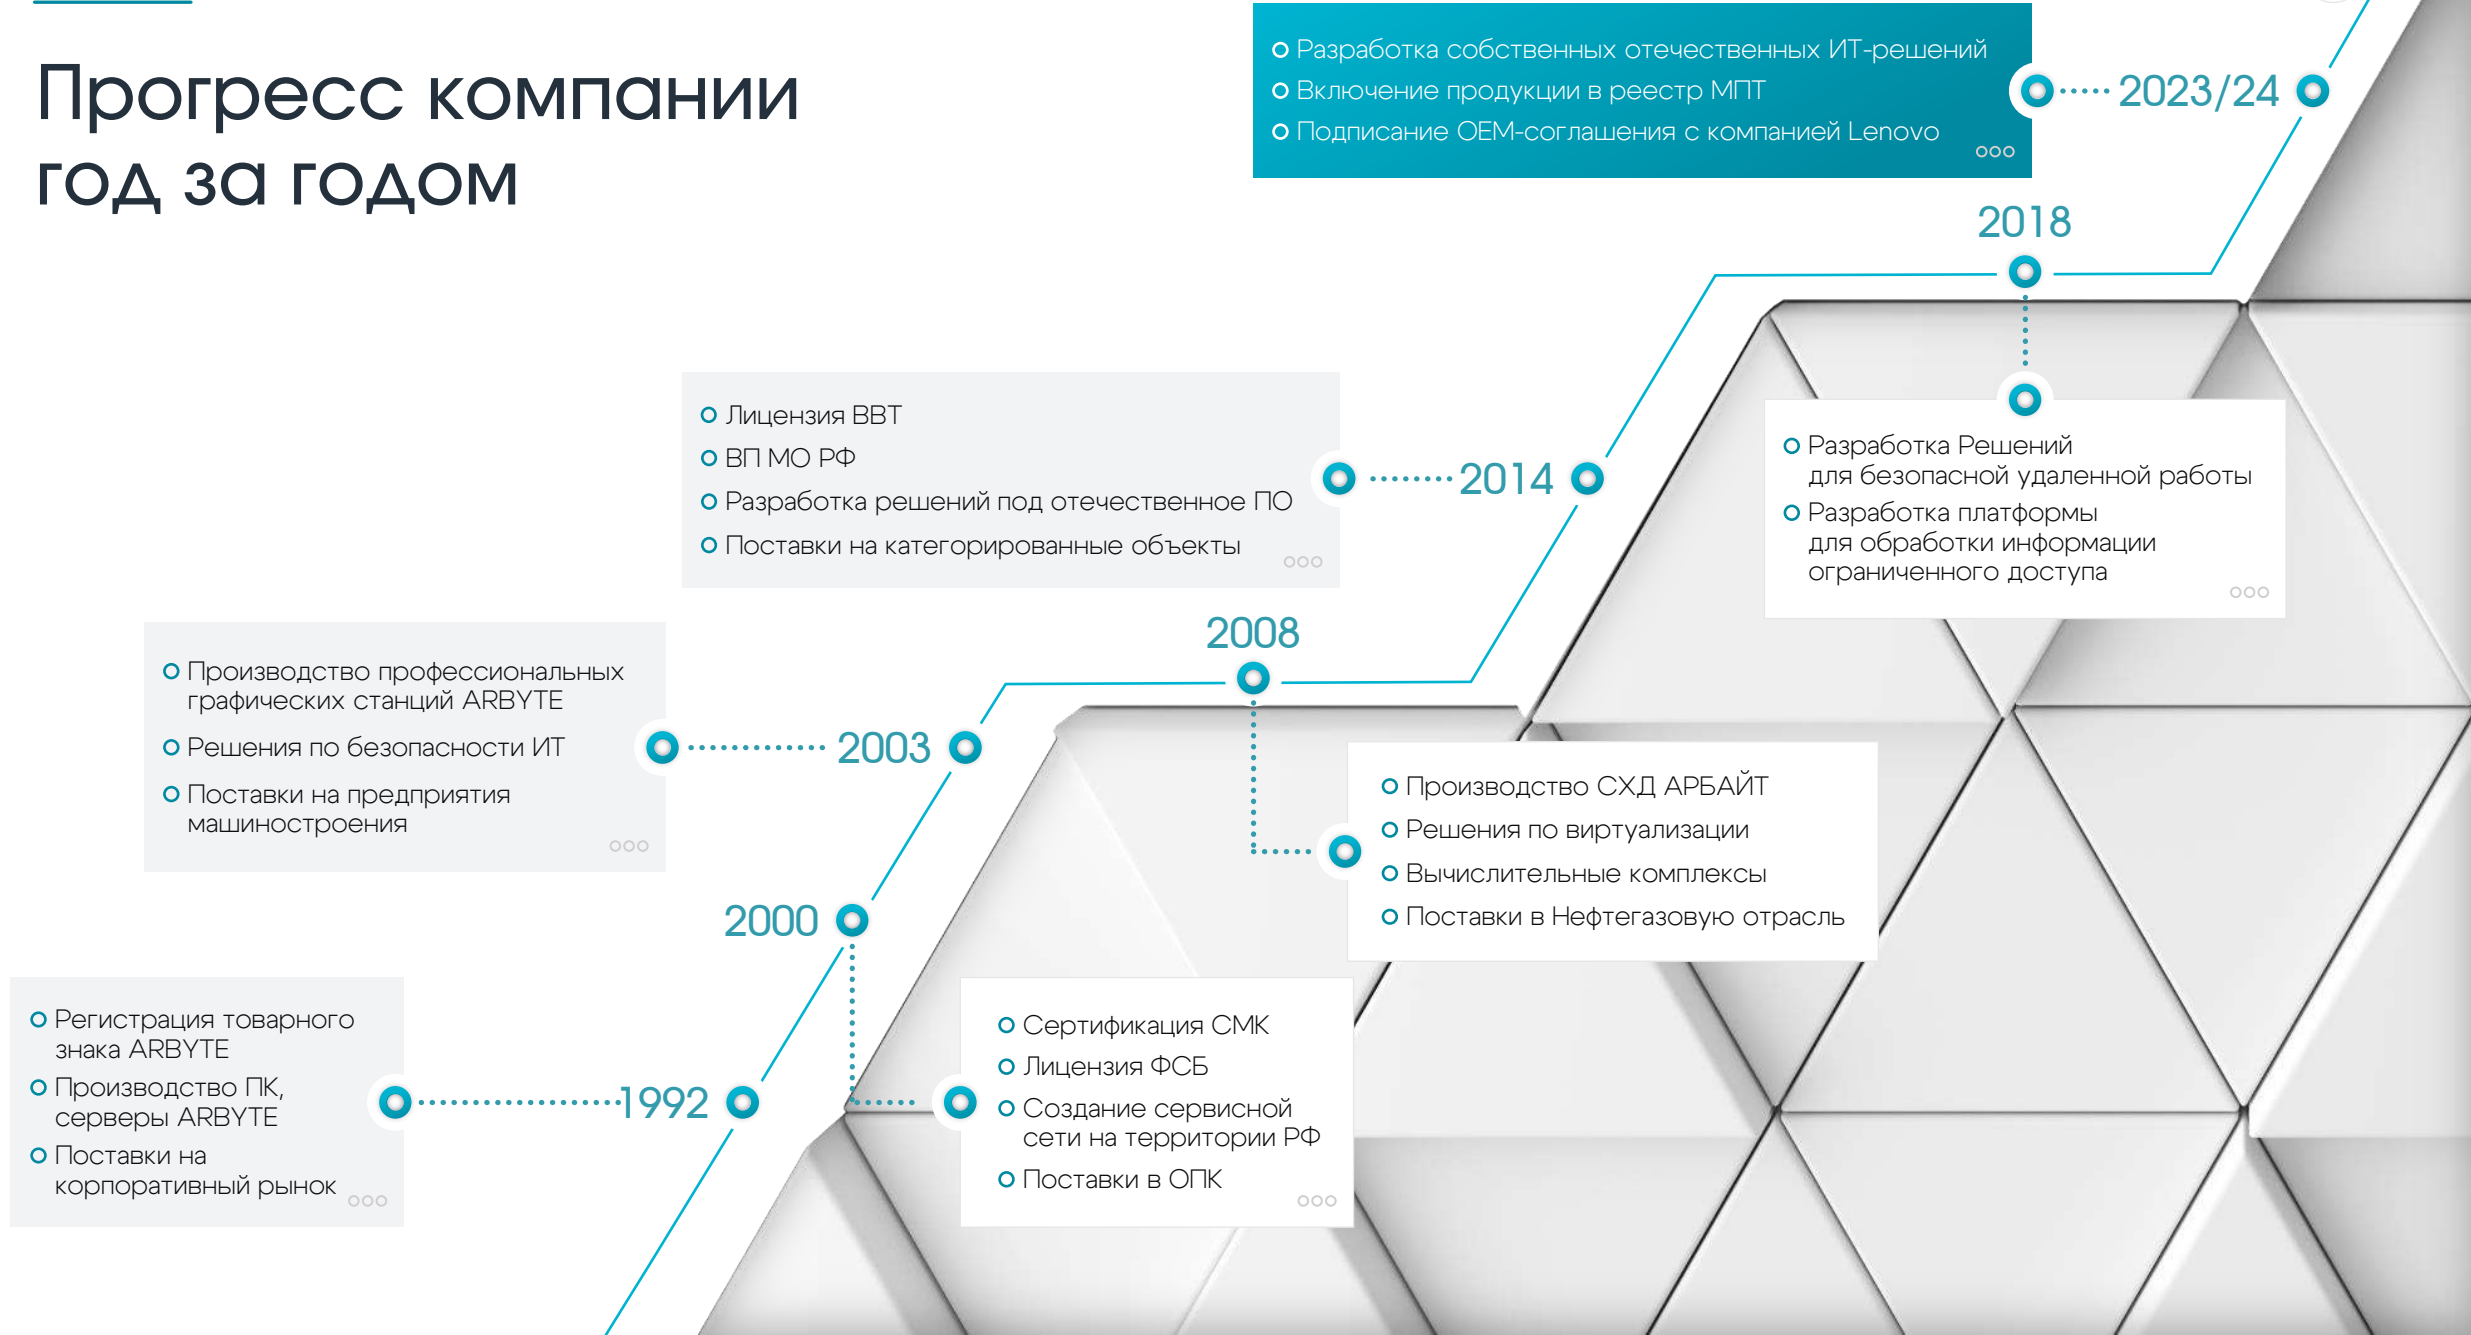 Прогресс компании
год за годом
Разработка собственных отечественных ИТ-решений
Включение продукции в реестр МПТ
Подписание OEM-соглашения с компанией Lenovo
2023/24
2018
Разработка Решений
для безопасной удаленной работы
Разработка платформы
для обработки информации
ограниченного доступа
Лицензия ВВТ
ВП МО РФ
Разработка решений под отечественное ПО
Поставки на категорированные объекты
2014
2008
Производство СХД АРБАЙТ
Решения по виртуализации
Вычислительные комплексы
Поставки в Нефтегазовую отрасль
Производство профессиональных
графических станций ARBYTE
Решения по безопасности ИТ
Поставки на предприятия
машиностроения
2003
2000
Сертификация СМК
Лицензия ФСБ
Создание сервисной
сети на территории РФ
Поставки в ОПК
Регистрация товарного
знака ARBYTE
Производство ПК,
серверы ARBYTE
Поставки на
корпоративный рынок
1992